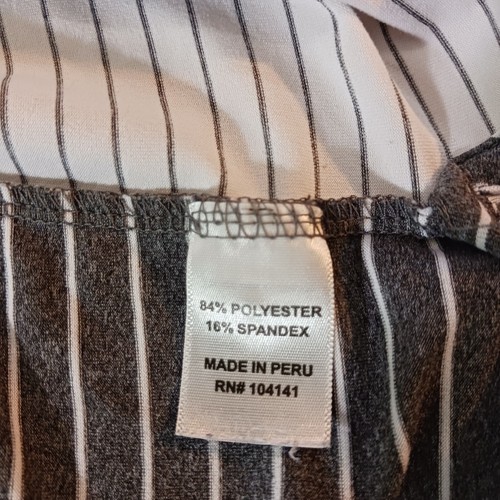 84% POLYESTER
16% SPANDEX
MADE IN PERU
RN# 104141